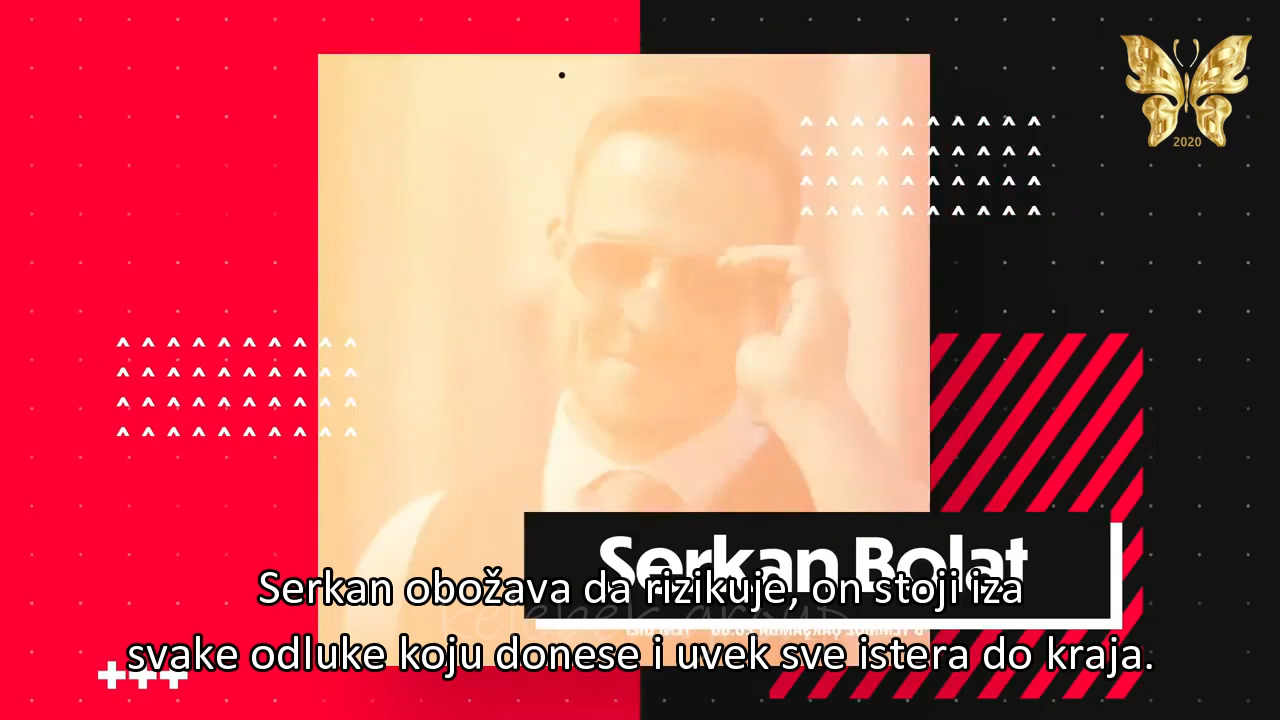 2020
Serkan Bolat
Serkan obožava da rizikuje, on stoji iza
svake odluke koju donese i uvek sve istera do kraja.